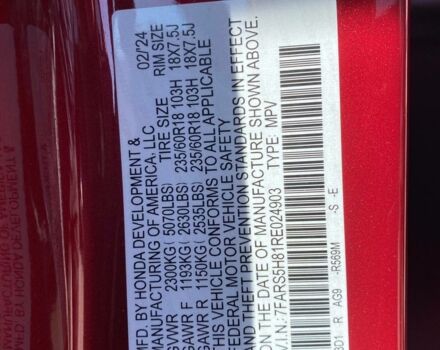 MFD. BY HONDA DEVELOPMENT & 02/'24
MANUFACTURING OF AMERICA, LLC
TIRE SIZE RIM SIZE
GVWR 2300KG( 5070LBS)
GAWR F 1193KG( 2630LBS) 235/60R18 103H 18X7.5J
GAWR R 1150KG( 2535LBS) 235/60R18 103H 18X7.5J
THIS VEHICLE CONFORMS TO ALL APPLICABLE
FEDERAL MOTOR VEHICLE SAFETY
AND THEFT PREVENTION STANDARDS IN EFFECT
ON THE DATE OF MANUFACTURE SHOWN ABOVE.
V.I.N. 7FARS5H81RE024903 TYPE: MPV
3D1 R AG9 -R569M -S -E